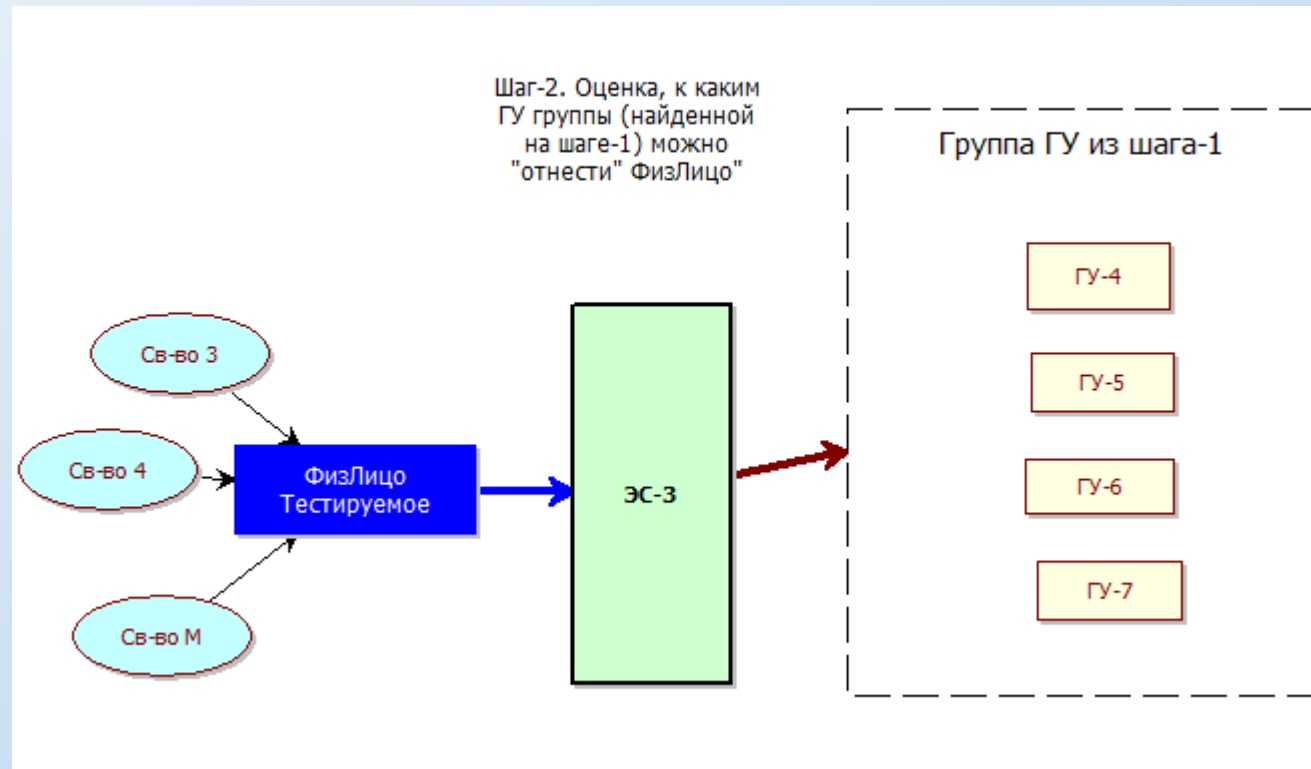 Шаг-2. Оценка, к каким
ГУ группы (найденной
на шаге-1) можно
"отнести" ФизЛицо"
Группа ГУ из шага-1
ГУ-4
ГУ-5
ГУ-6
ГУ-7
Св-во 3
Св-во 4
Св-во М
ФизЛицо
Тестируемое
ЭС-3